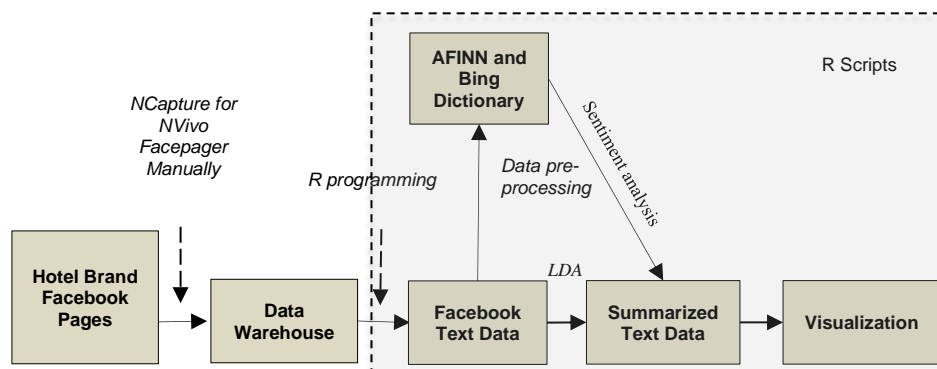 AFINN and
Bing
Dictionary
R Scripts
NCapture for
NVivo
Facepager
Manually
R programming
Data pre-
processing
Sentiment analysis
Hotel Brand
Facebook
Pages
Data
Warehouse
Facebook
Text Data
LDA
Summarized
Text Data
Visualization